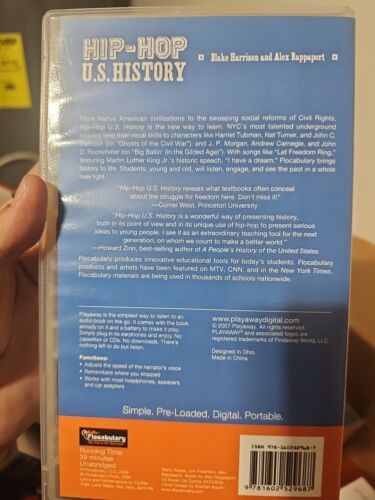 HIP-HOP
U.S. HISTORY
Blake Harrison and Alex Rappaport
From Native American civilizations to the sweeping social reforms of Civil Rights,
Hip-Hop U.S. History is the new way to learn. NYC's most talented underground
rappers lend their vocal skills to characters like Harriet Tubman, Nat Turner, and John C.
Calhoun (on "Ghosts of the Civil War"): and J. P. Morgan, Andrew Carnegie, and John
D. Rockefeller (on "Big Ballin' (in the Gilded Age)"). With songs like "Let Freedom Ring,"
featuring Martin Luther King Jr.'s historic speech, "I have a dream," Flocabulary brings
history to life. Students, young and old, will listen, engage, and see the past in a whole
new light.
"Hip-Hop U.S. History reveals what textbooks often conceal
about the struggle for freedom here. Don't miss it!"
—Cornel West, Princeton University
"Hip-Hop U.S. History is a wonderful way of presenting history,
both in its point of view and in its unique use of hip-hop to present serious
ideas to young people. I see it as an extraordinary teaching tool for the next
generation, on whom we count to make a better world."
—Howard Zinn, best-selling author of A People's History of the United States
Flocabulary produces innovative educational tools for today's students. Flocabulary
products and artists have been featured on MTV, CNN, and in the New York Times.
Flocabulary materials are being used in thousands of schools nationwide.
Playaway is the simplest way to listen to an
audio book on the go. It comes with the book
already on it and a battery to make it play.
Simply plug in its earphones and enjoy. No
cassettes or CDs. No downloads. There's
nothing left to do but listen.
Functions:
• Adjusts the speed of the narrator's voice
• Remembers where you stopped
• Works with most headphones, speakers,
and car adapters
www.playawaydigital.com
© 2007 Playaway. All rights reserved.
PLAYAWAY® and associated logos are
registered trademarks of Findaway World, LLC.
Designed in Ohio.
Made in China.
Simple. Pre-Loaded. Digital. Portable.
Flocabulary
Running Time:
39 minutes
Unabridged
© Flocabulary LLC, 2006
ISBN 978-1602529687
9 781602 529687